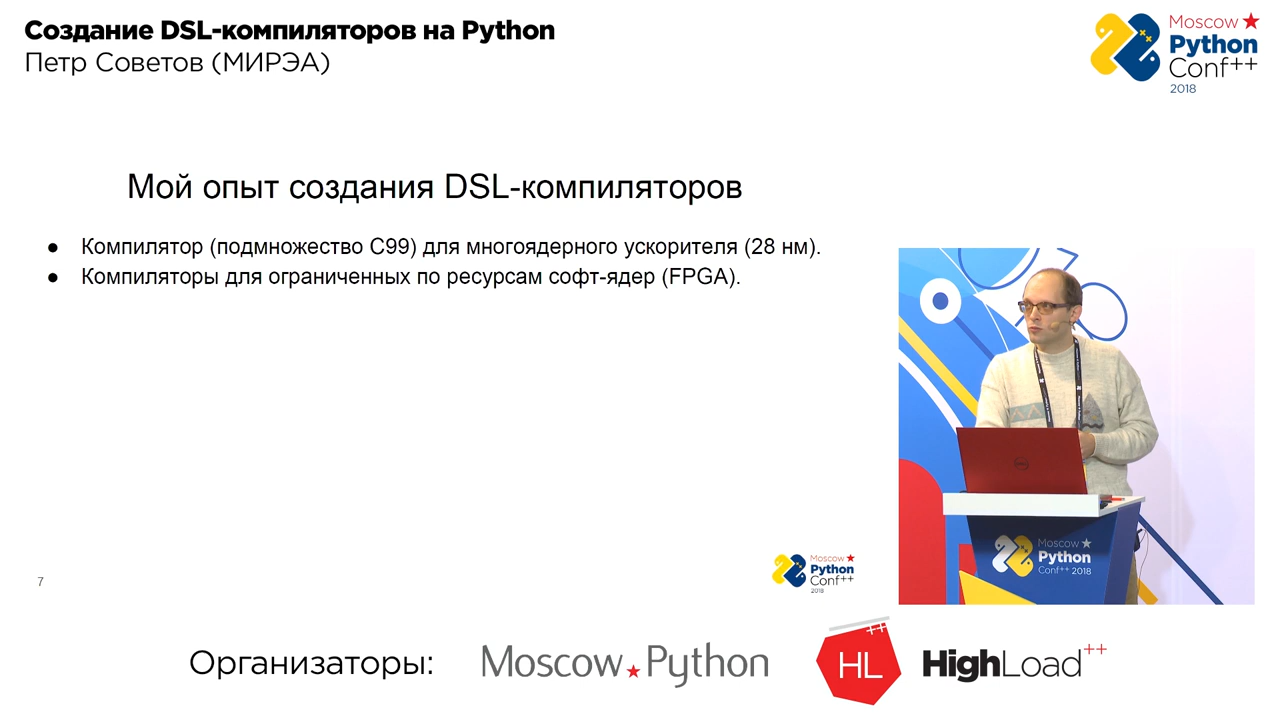 Создание DSL-компиляторов на Python
Петр Советов (МИРЭА)
Moscow
Python
Conf++
2018
Мой опыт создания DSL-компиляторов
● Компилятор (подмножество C99) для многоядерного ускорителя (28 нм).
● Компиляторы для ограниченных по ресурсам софт-ядер (FPGA).
Moscow
Python
Conf++
2018
Moscow
Python
Conf++ 2018
7
Организаторы:
Moscow Python
HL++
HighLoad++